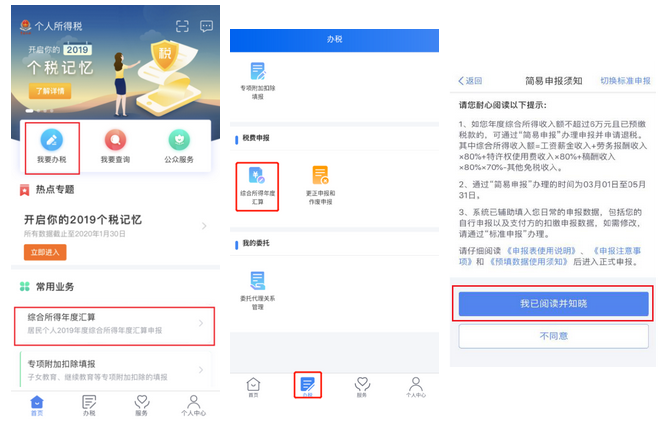 个人所得税
开启你的 2019
个税记忆
了解详情
税
我要办税
我要查询
公众服务
热点专题
开启你的2019个税记忆
所有数据截止至2020年1月30日
立即进入
常用业务
综合所得年度汇算
居民个人2019年度综合所得年度汇算申报
专项附加扣除填报
子女教育、继续教育等专项附加扣除的填报
首页
办税
服务
个人中心
办税
专项附加扣除
填报
税费申报
综合所得年度
汇算
更正申报和
作废申报
我的委托
委托代理关系
管理
首页
办税
服务
个人中心
返回
简易申报须知
切换标准申报
请您耐心阅读以下提示:
1、如您年度综合所得收入额不超过6万元且已预缴
税款的，可通过“简易申报”办理申报并申请退税。
其中综合所得收入额=工资薪金收入+劳务报酬收入
×80%+特许权使用费收入×80%+稿酬收入
×80%×70%-其他免税收入。
2、通过“简易申报”办理的时间为03月01日至05月
31日。
3、系统已辅助填入您日常的申报数据，包括您的
自行申报以及支付方的扣缴申报数据，如需修改，
请通过“标准申报”办理。
请仔细阅读《申报表使用说明》、《申报注意事
项》和《预填数据使用须知》后进入正式申报。
我已阅读并知晓
不同意